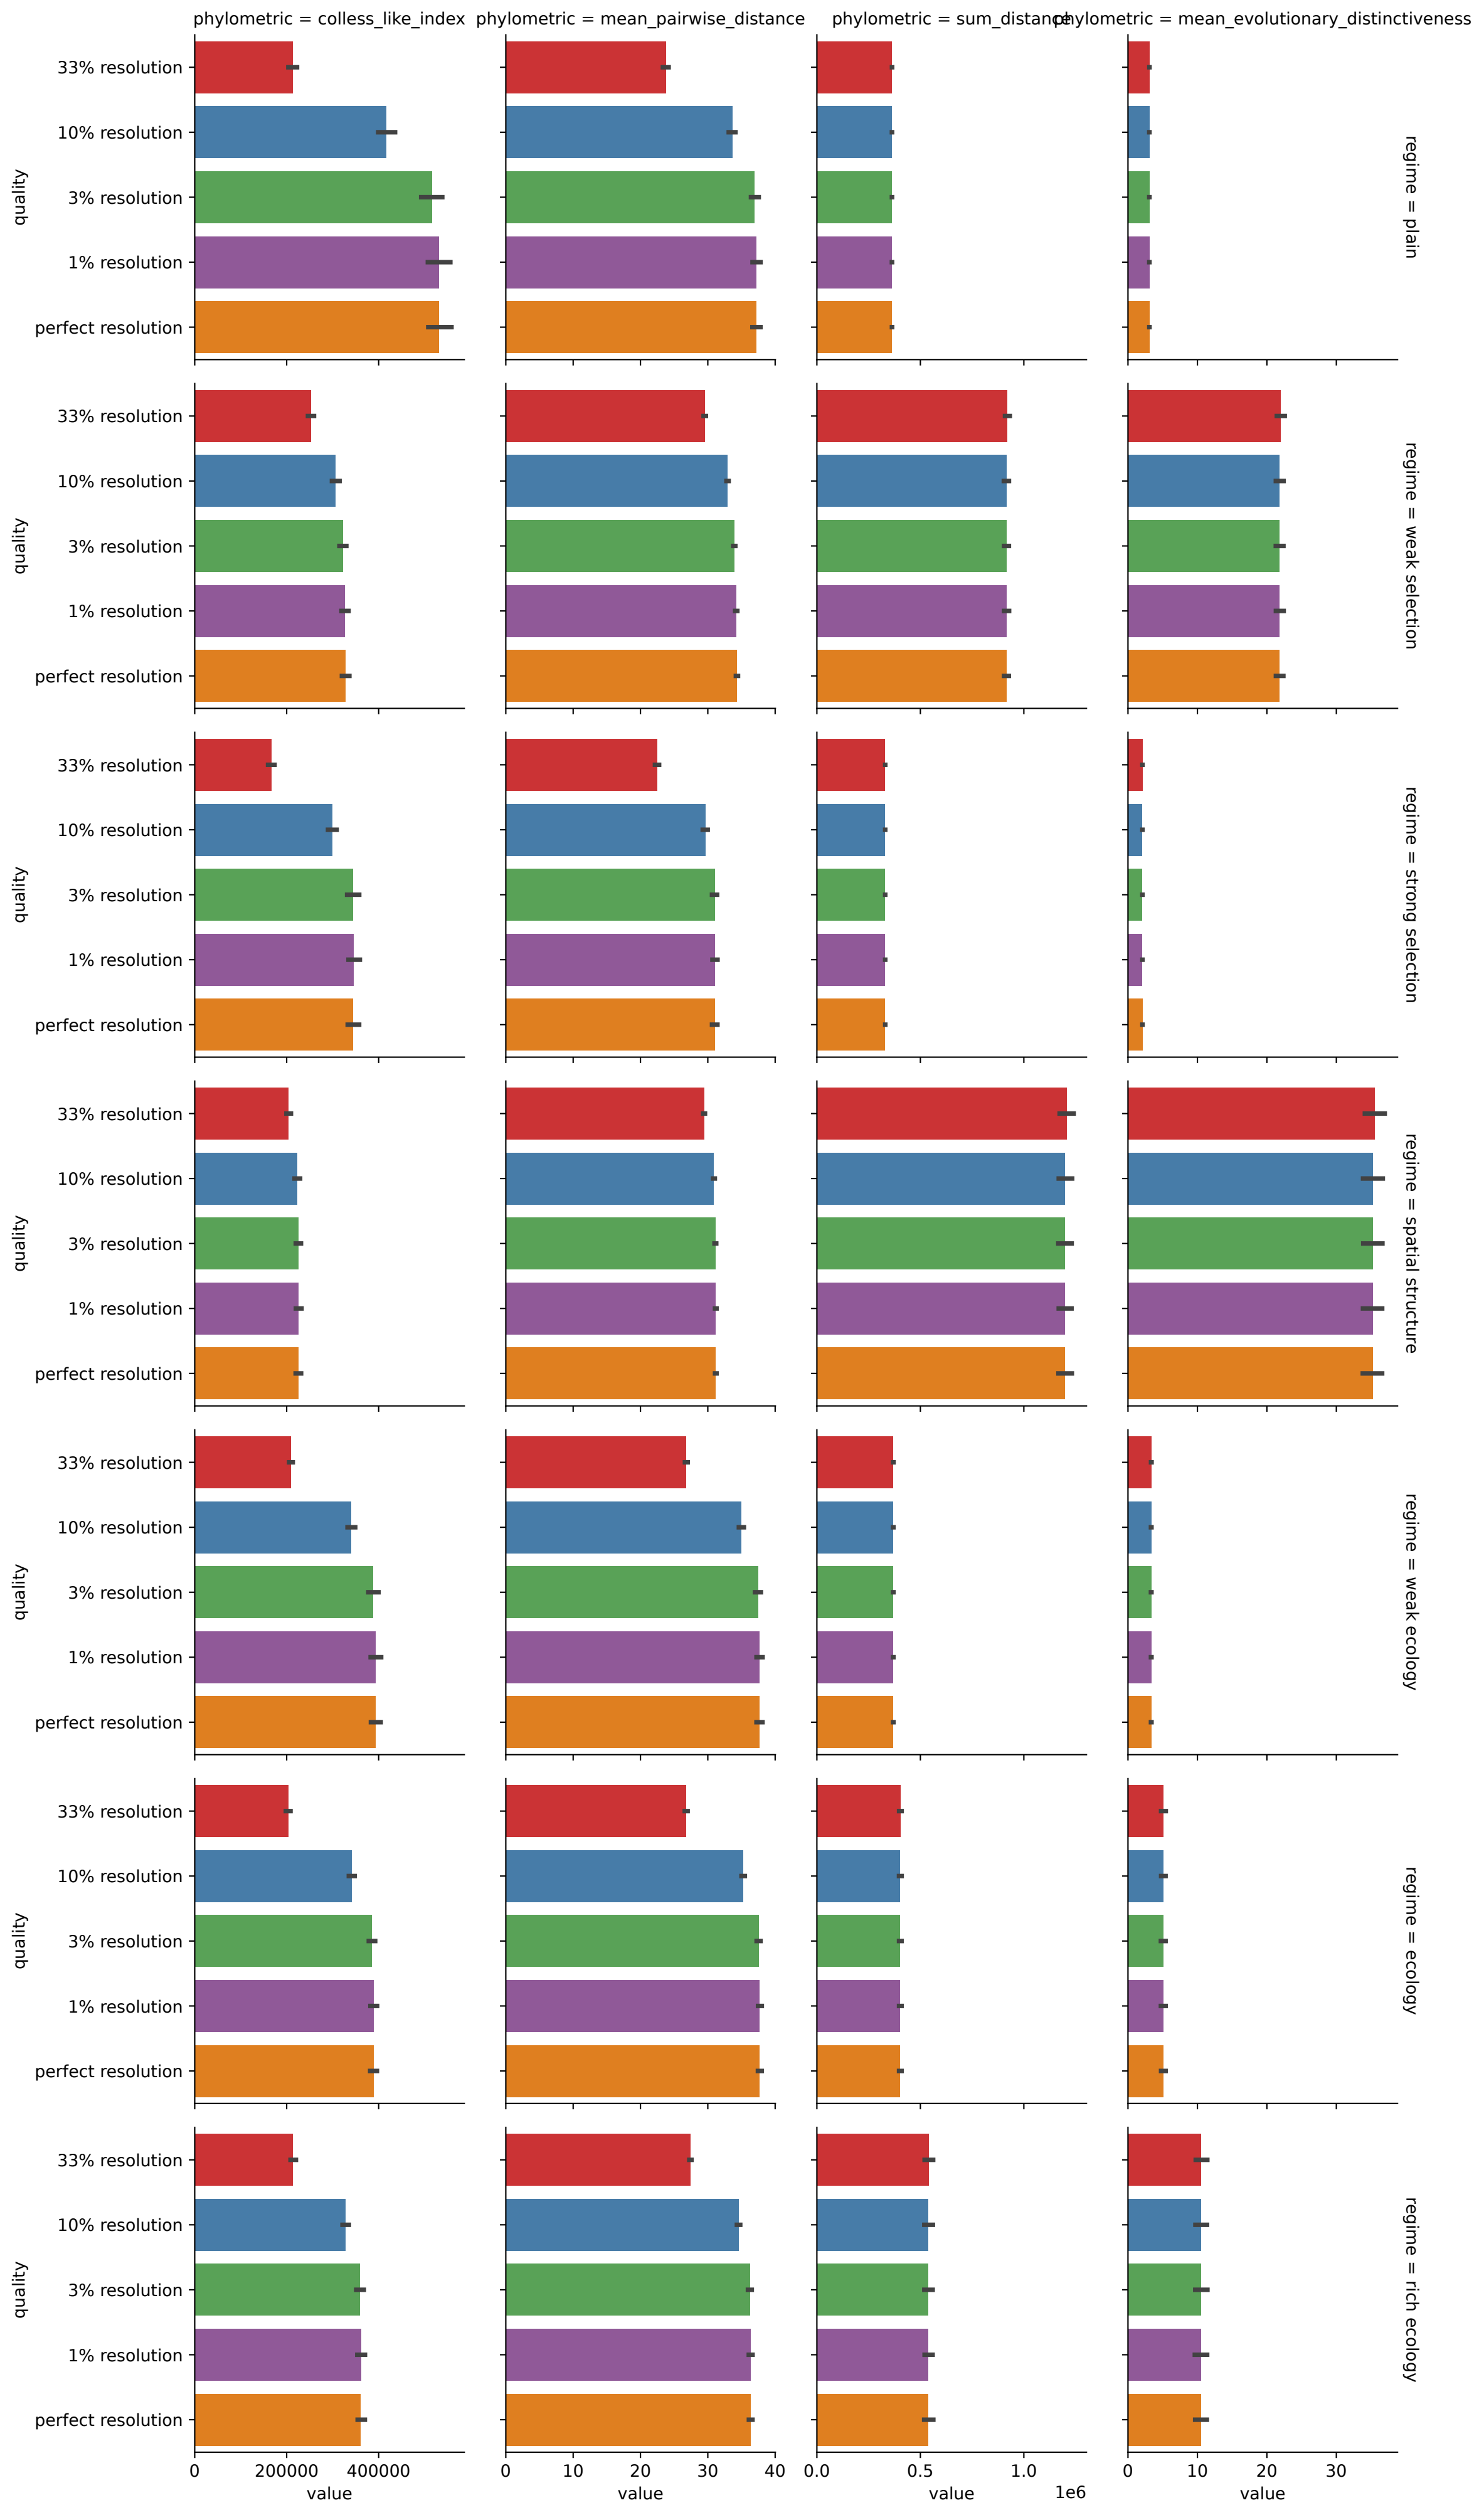 phylometric = colless_like_index
phylometric = mean_pairwise_distance
phylometric = sum_distance
phylometric = mean_evolutionary_distinctiveness
33% resolution
10% resolution
3% resolution
1% resolution
perfect resolution
quality
regime = plain
33% resolution
10% resolution
3% resolution
1% resolution
perfect resolution
quality
regime = weak selection
33% resolution
10% resolution
3% resolution
1% resolution
perfect resolution
quality
regime = strong selection
33% resolution
10% resolution
3% resolution
1% resolution
perfect resolution
quality
regime = spatial structure
33% resolution
10% resolution
3% resolution
1% resolution
perfect resolution
quality
regime = weak ecology
33% resolution
10% resolution
3% resolution
1% resolution
perfect resolution
quality
regime = ecology
33% resolution
10% resolution
3% resolution
1% resolution
perfect resolution
quality
regime = rich ecology
0 200000 400000
value
0 10 20 30 40
value
0.0 0.5 1.0
1e6
value
0 10 20 30
value